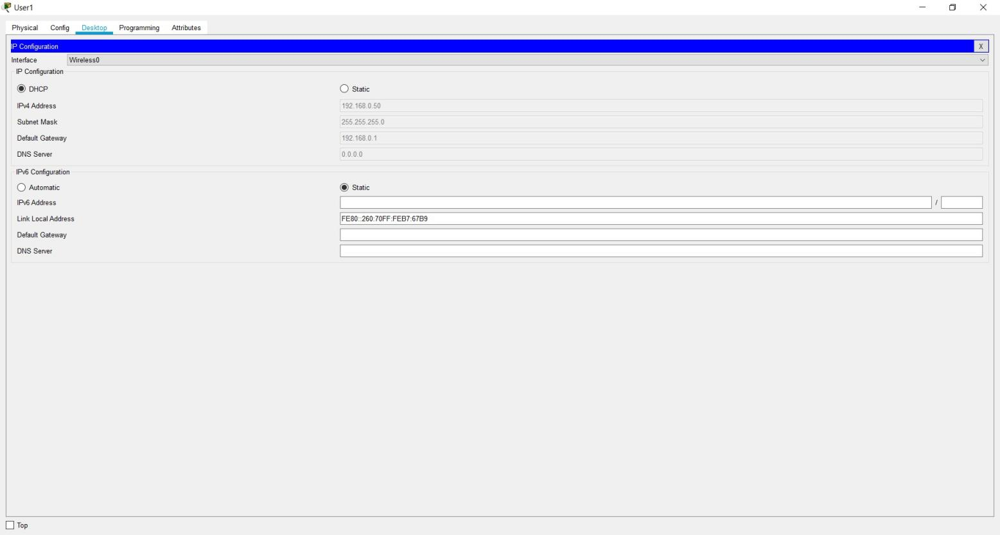 User1
Physical Config Desktop Programming Attributes
IP Configuration X
Interface Wireless0
IP Configuration
DHCP Static
IPv4 Address 192.168.0.50
Subnet Mask 255.255.255.0
Default Gateway 192.168.0.1
DNS Server 0.0.0.0
IPv6 Configuration
Automatic Static
IPv6 Address /
Link Local Address FE80::260:70FF:FEB7:67B9
Default Gateway
DNS Server
Top